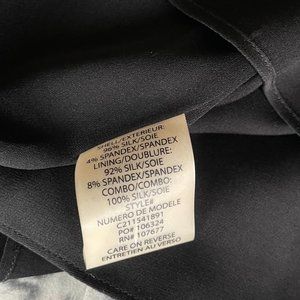 SHELL/EXTERIEUR:
96% SILK/SOIE
4% SPANDEX/SPANDEX
LINING/DOUBLURE:
92% SILK/SOIE
8% SPANDEX/SPANDEX
COMBO/COMBO:
100% SILK/SOIE
STYLE#
NUMERO DE MODELE
C211541891
PO# 106324
RN# 107677
CARE ON REVERSE
ENTRETIEN AU VERSO